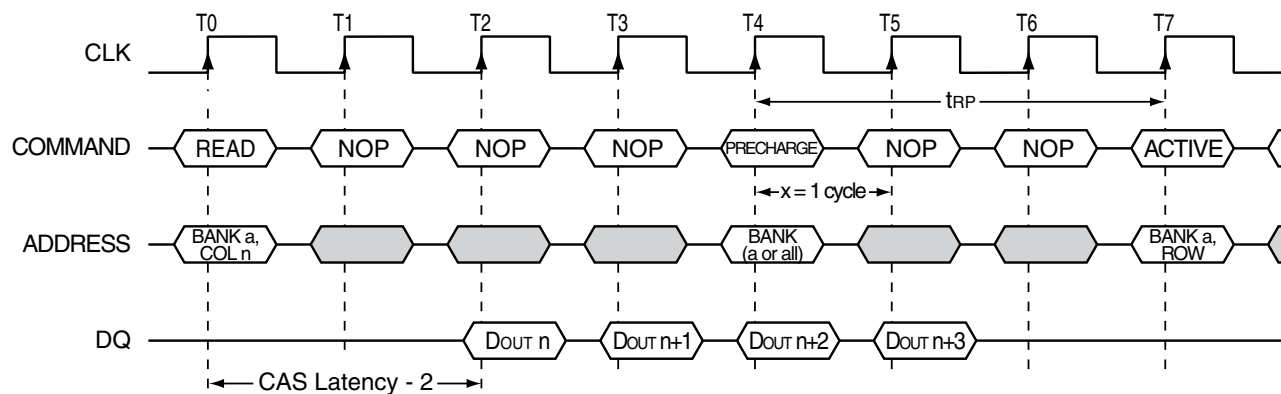 T0 T1 T2 T3 T4 T5 T6 T7
CLK
tRP
COMMAND READ NOP NOP NOP PRECHARGE NOP NOP ACTIVE
x = 1 cycle
ADDRESS
BANK a,
COL n
BANK
(a or all)
BANK a,
ROW
DQ DOUT n DOUT n+1 DOUT n+2 DOUT n+3
CAS Latency - 2